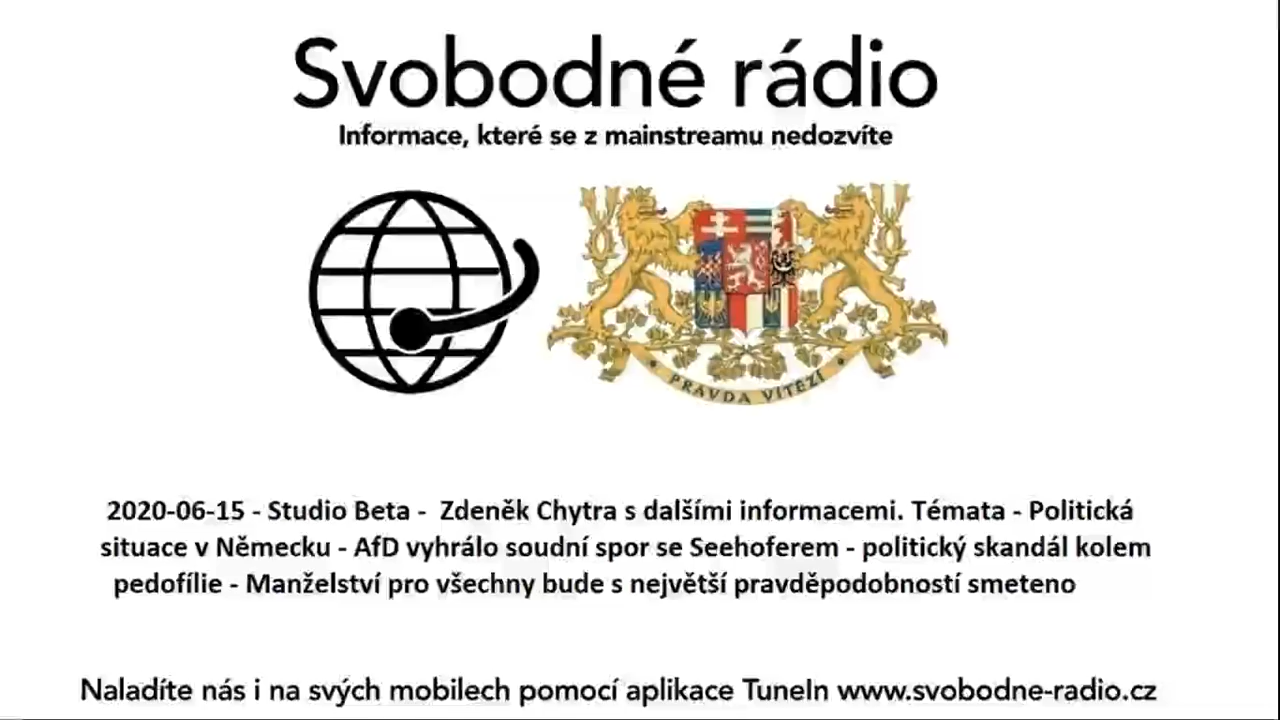 Svobodné rádio
Informace, které se z mainstreamu nedozvíte
PRAVDA VÍTĚZÍ
2020-06-15 - Studio Beta -  Zdeněk Chytra s dalšími informacemi. Témata - Politická
situace v Německu - AfD vyhrálo soudní spor se Seehoferem - politický skandál kolem
pedofílie - Manželství pro všechny bude s největší pravděpodobností smeteno
Naladíte nás i na svých mobilech pomocí aplikace TuneIn www.svobodne-radio.cz